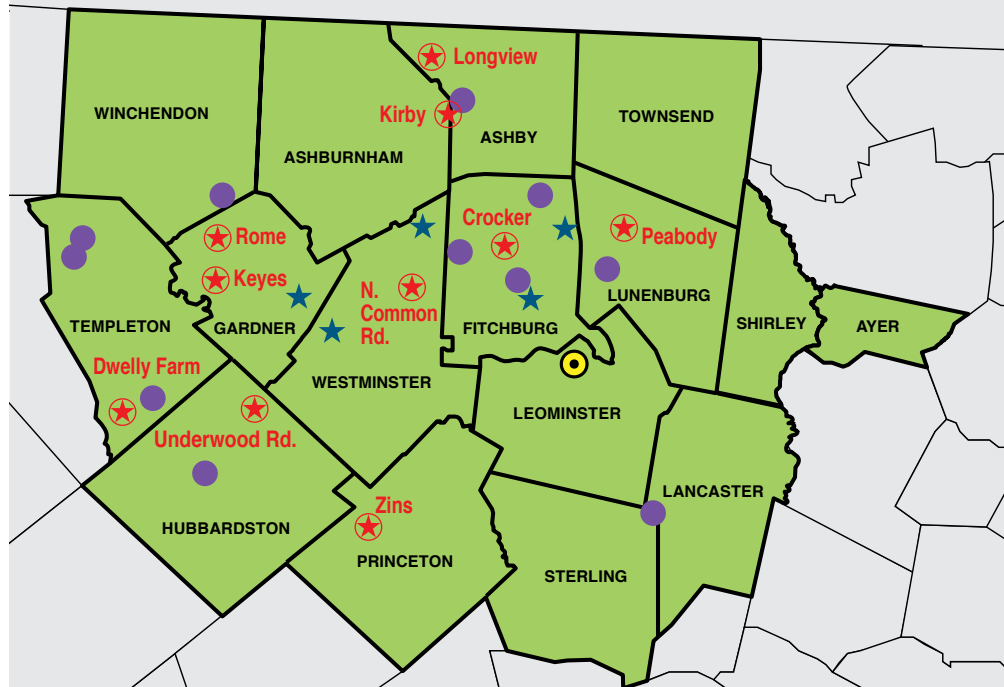 Longview
WINCHENDON
Kirby
TOWNSEND
ASHBY
ASHBURNHAM
Crocker
Rome
Peabody
Keyes
N.
Common
Rd.
LUNENBURG
TEMPLETON
GARDNER
FITCHBURG
SHIRLEY
AYER
Dwelly Farm
WESTMINSTER
LEOMINSTER
Underwood Rd.
LANCASTER
Zins
HUBBARDSTON
PRINCETON
STERLING